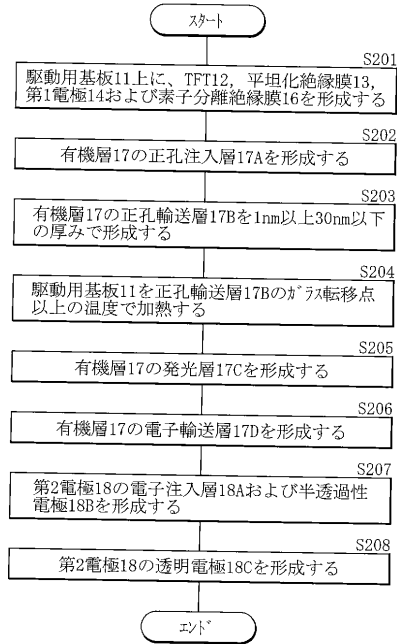 スタート
S201
駆動用基板11上に、TFT12, 平坦化絶縁膜13,
第1電極14および素子分離絶縁膜16を形成する
S202
有機層17の正孔注入層17Aを形成する
S203
有機層17の正孔輸送層17Bを1nm以上30nm以下
の厚みで形成する
S204
駆動用基板11を正孔輸送層17Bのガラス転移点
以上の温度で加熱する
S205
有機層17の発光層17Cを形成する
S206
有機層17の電子輸送層17Dを形成する
S207
第2電極18の電子注入層18Aおよび半透過性
電極18Bを形成する
S208
第2電極18の透明電極18Cを形成する
エンド